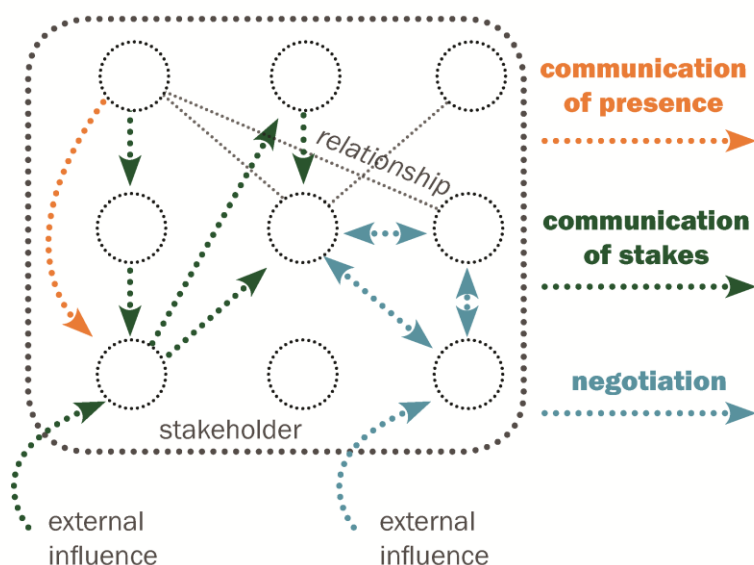 communication
of presence
relationship
communication
of stakes
negotiation
stakeholder
external
influence
external
influence